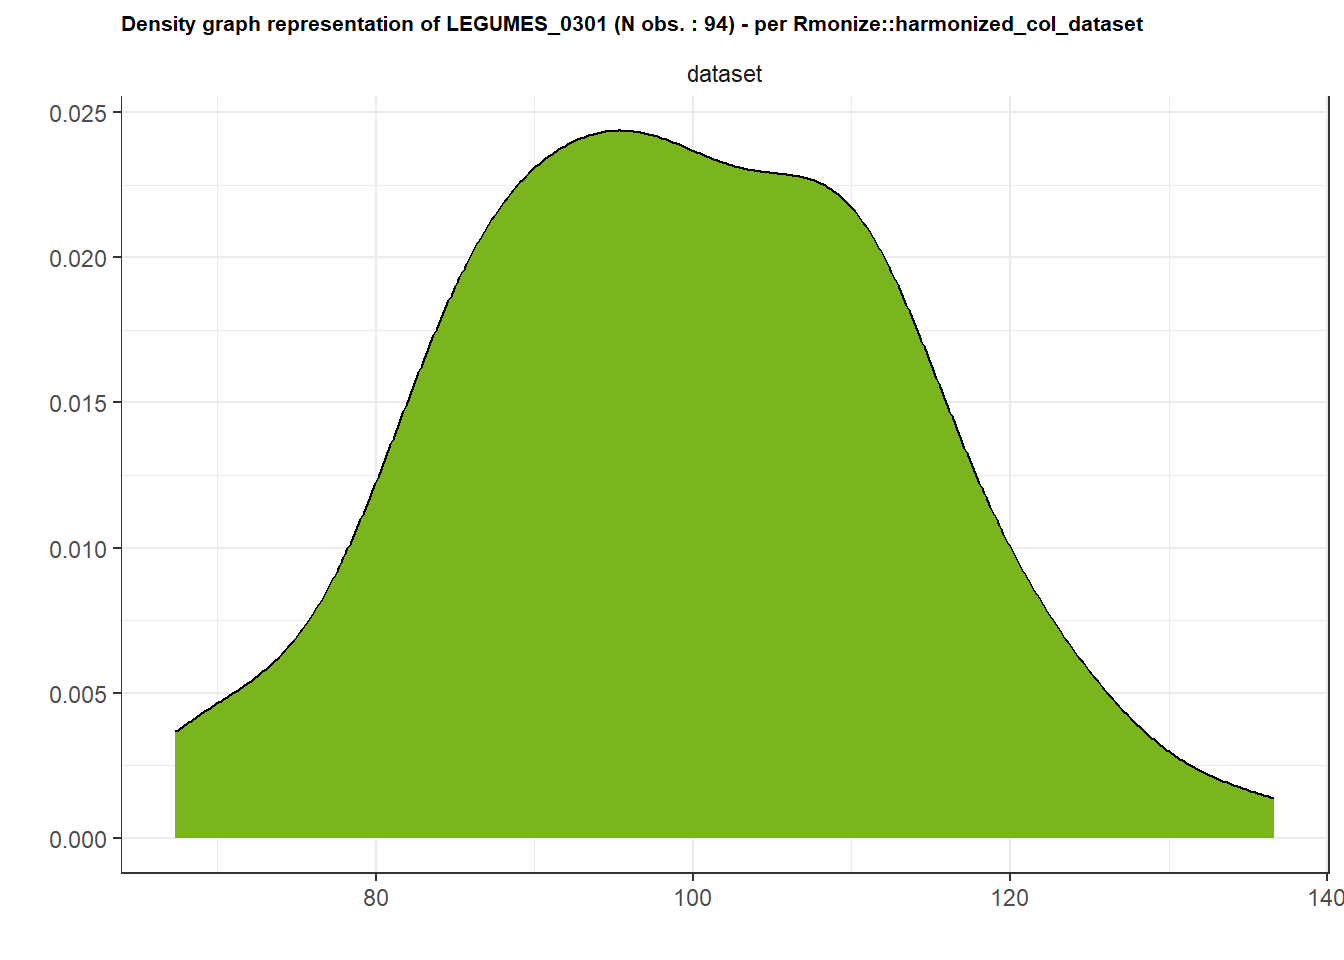 Density graph representation of LEGUMES_0301 (N obs. : 94) - per Rmonize::harmonized_col_dataset
dataset
0.025
0.020
0.015
0.010
0.005
0.000
80 100 120 140